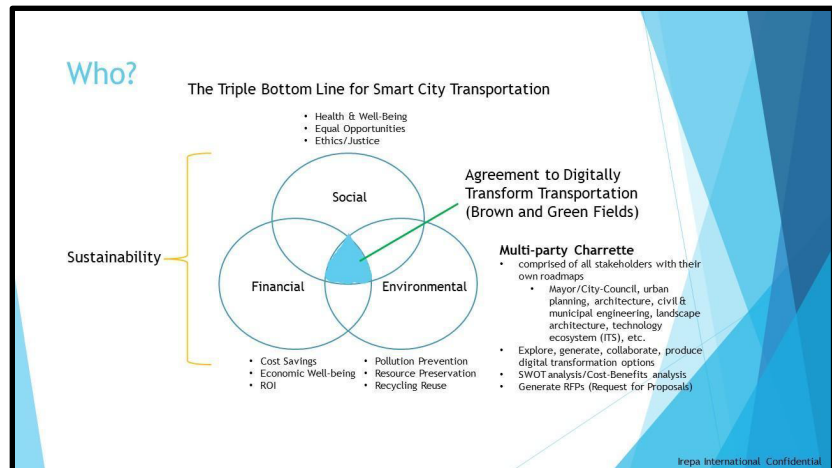 Who?
The Triple Bottom Line for Smart City Transportation
• Health & Well-Being
• Equal Opportunities
• Ethics/Justice
Social
Agreement to Digitally
Transform Transportation
(Brown and Green Fields)
Sustainability
Financial
Environmental
Multi-party Charrette
• comprised of all stakeholders with their
own roadmaps
• Mayor/City-Council, urban
planning, architecture, civil &
municipal engineering, landscape
architecture, technology
ecosystem (ITS), etc.
• Explore, generate, collaborate, produce
digital transformation options
• SWOT analysis/Cost-Benefits analysis
• Generate RFPs (Request for Proposals)
• Cost Savings
• Economic Well-being
• ROI
• Pollution Prevention
• Resource Preservation
• Recycling Reuse
Irepa International Confidential